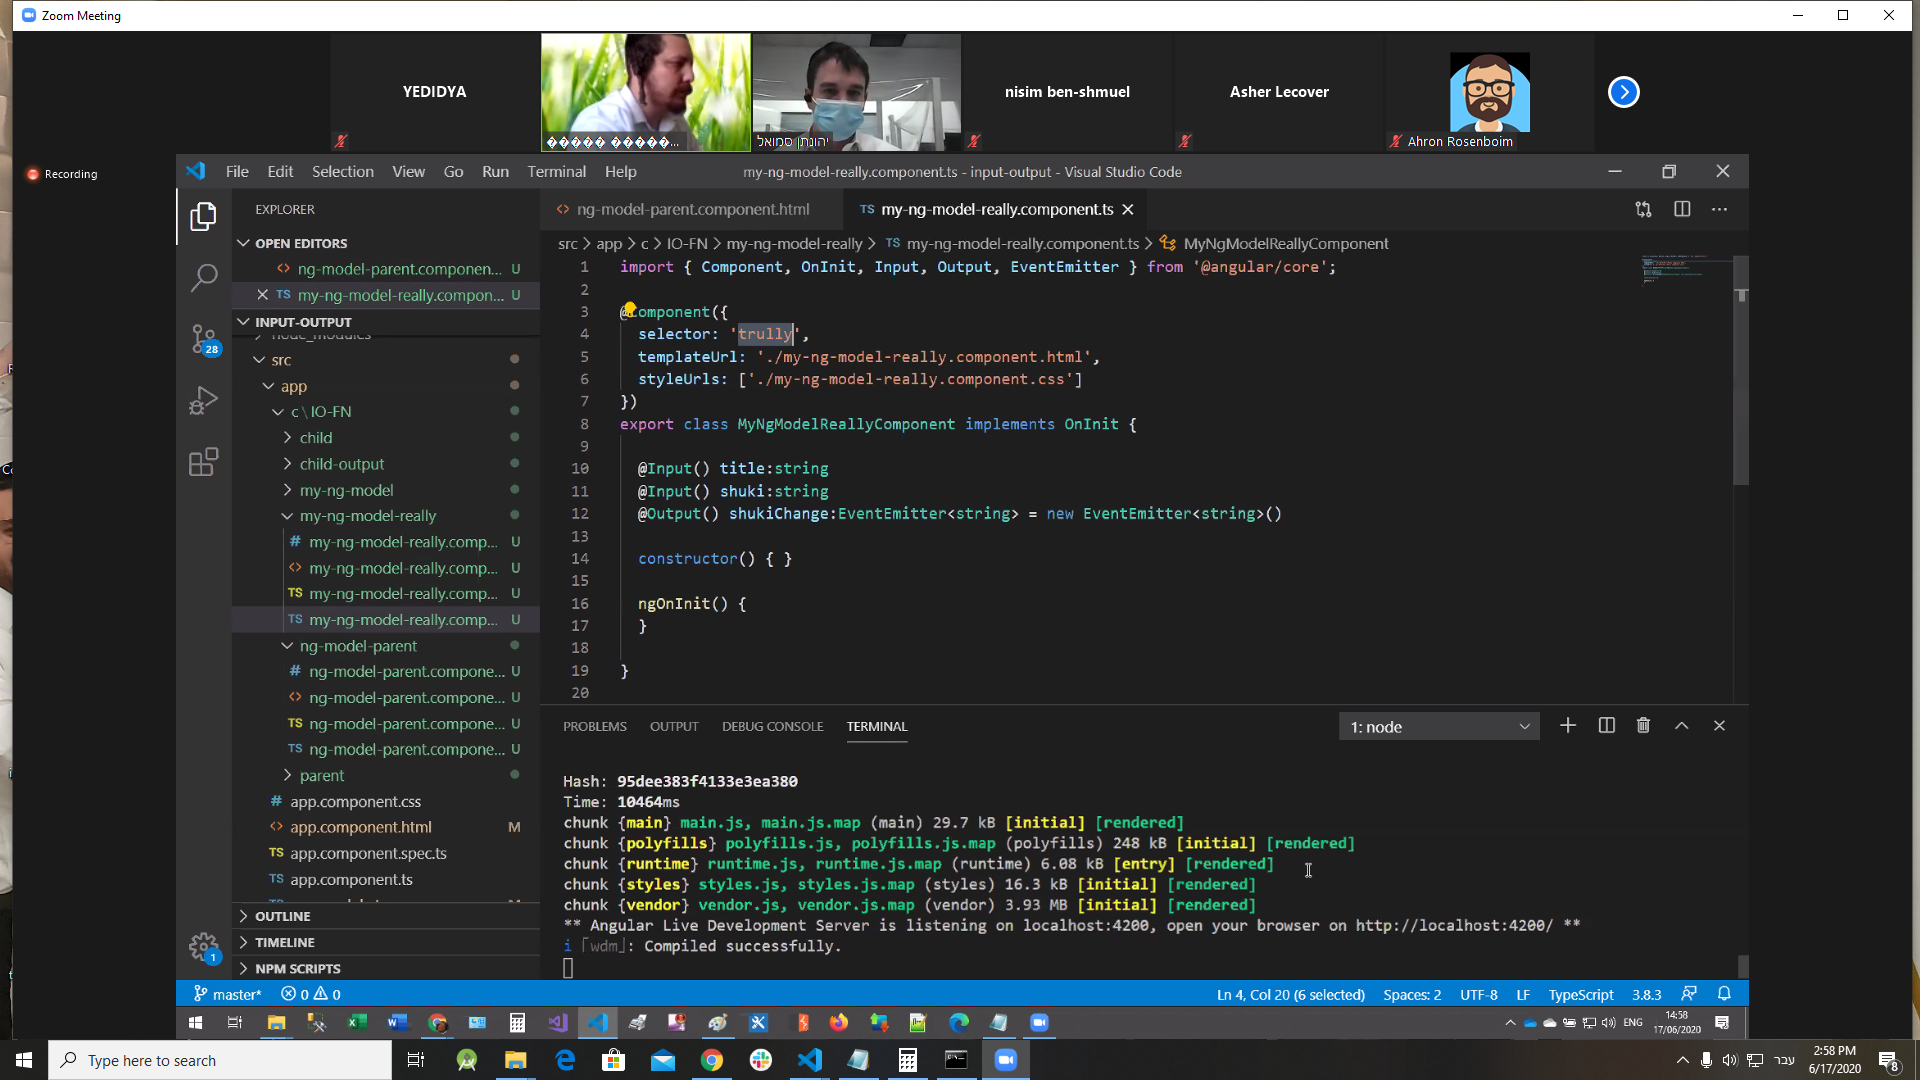 Zoom Meeting
YEDIDYA
יהונתן סמואל
nisim ben-shmuel
Asher Lecover
Ahron Rosenboim
Recording
File Edit Selection View Go Run Terminal Help
my-ng-model-really.component.ts - input-output - Visual Studio Code
EXPLORER
ng-model-parent.component.html
TS my-ng-model-really.component.ts
OPEN EDITORS
src > app > c > IO-FN > my-ng-model-really > TS my-ng-model-really.component.ts > MyNgModelReallyComponent
ng-model-parent.componen... U
TS my-ng-model-really.compon... U
INPUT-OUTPUT
node_modules
src
app
c \ IO-FN
child
child-output
my-ng-model
my-ng-model-really
# my-ng-model-really.comp... U
<> my-ng-model-really.comp... U
TS my-ng-model-really.comp... U
TS my-ng-model-really.comp... U
ng-model-parent
# ng-model-parent.compone... U
<> ng-model-parent.compone... U
TS ng-model-parent.compone... U
TS ng-model-parent.compone... U
parent
# app.component.css
<> app.component.html M
TS app.component.spec.ts
TS app.component.ts
OUTLINE
TIMELINE
NPM SCRIPTS
28
1
1 import { Component, OnInit, Input, Output, EventEmitter } from '@angular/core';
2
3 @Component({
4 selector: 'trully',
5 templateUrl: './my-ng-model-really.component.html',
6 styleUrls: ['./my-ng-model-really.component.css']
7 })
8 export class MyNgModelReallyComponent implements OnInit {
9
10 @Input() title:string
11 @Input() shuki:string
12 @Output() shukiChange:EventEmitter<string> = new EventEmitter<string>()
13
14 constructor() { }
15
16 ngOnInit() {
17 }
18
19 }
20
PROBLEMS OUTPUT DEBUG CONSOLE TERMINAL
1: node
Hash: 95dee383f4133e3ea380
Time: 10464ms
chunk {main} main.js, main.js.map (main) 29.7 kB [initial] [rendered]
chunk {polyfills} polyfills.js, polyfills.js.map (polyfills) 248 kB [initial] [rendered]
chunk {runtime} runtime.js, runtime.js.map (runtime) 6.08 kB [entry] [rendered]
chunk {styles} styles.js, styles.js.map (styles) 16.3 kB [initial] [rendered]
chunk {vendor} vendor.js, vendor.js.map (vendor) 3.93 MB [initial] [rendered]
** Angular Live Development Server is listening on localhost:4200, open your browser on http://localhost:4200/ **
i ｢wdm｣: Compiled successfully.
master* 0 0
Ln 4, Col 20 (6 selected) Spaces: 2 UTF-8 LF TypeScript 3.8.3
ENG
14:58
17/06/2020
Type here to search
עבר
2:58 PM
6/17/2020
8